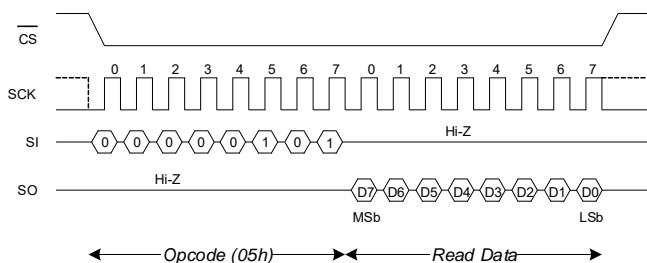 CS
0 1 2 3 4 5 6 7 0 1 2 3 4 5 6 7
SCK
SI 0 0 0 0 0 1 0 1 Hi-Z
SO Hi-Z D7 D6 D5 D4 D3 D2 D1 D0
MSb LSb
Opcode (05h) Read Data